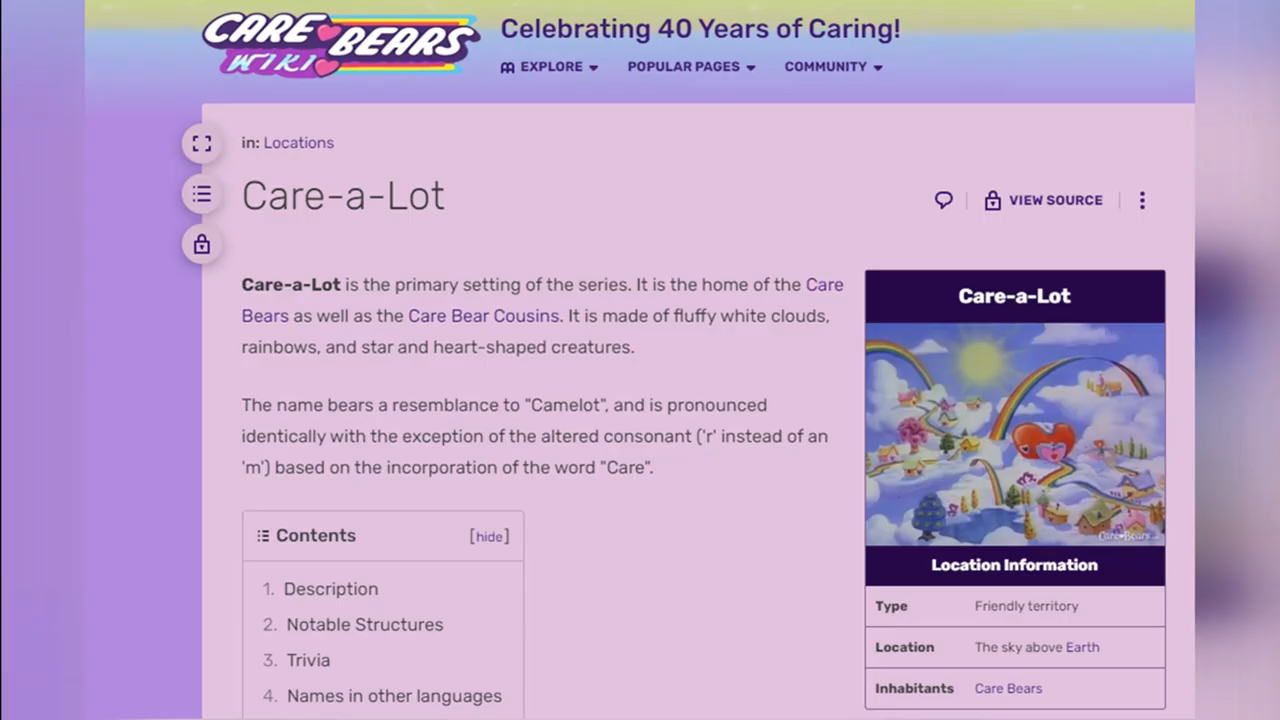 CARE BEARS
WIKI
Celebrating 40 Years of Caring!
EXPLORE
POPULAR PAGES
COMMUNITY
in: Locations
Care-a-Lot
VIEW SOURCE
Care-a-Lot is the primary setting of the series. It is the home of the Care
Bears as well as the Care Bear Cousins. It is made of fluffy white clouds,
rainbows, and star and heart-shaped creatures.
The name bears a resemblance to "Camelot", and is pronounced
identically with the exception of the altered consonant ('r' instead of an
'm') based on the incorporation of the word "Care".
Contents [hide]
1. Description
2. Notable Structures
3. Trivia
4. Names in other languages
Care-a-Lot
Care Bears
Location Information
Type Friendly territory
Location The sky above Earth
Inhabitants Care Bears